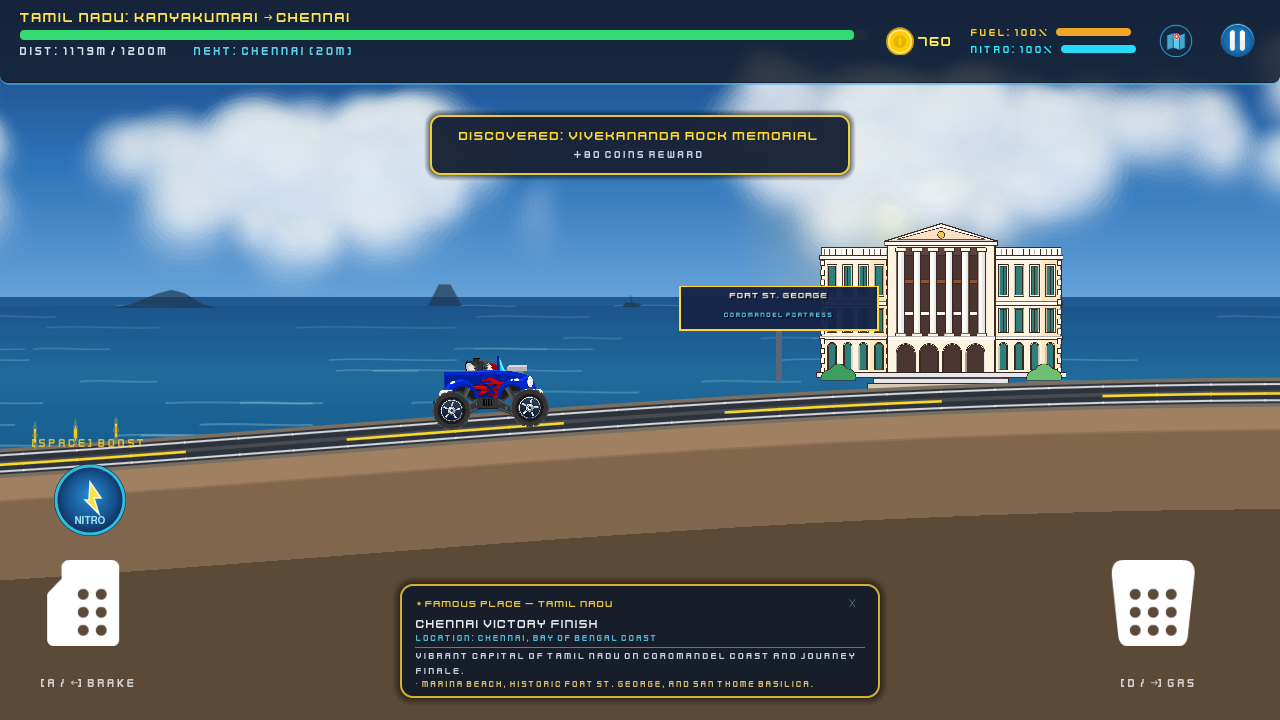 TAMIL NADU: KANYAKUMARI → CHENNAI
DIST: 1179M / 1200M NEXT: CHENNAI (20M)
760
FUEL: 100%
NITRO: 100%
DISCOVERED: VIVEKANANDA ROCK MEMORIAL
+80 COINS REWARD
FORT ST. GEORGE
COROMANDEL FORTRESS
[SPACE] BOOST
NITRO
[A / ←] BRAKE
★ FAMOUS PLACE — TAMIL NADU X
CHENNAI VICTORY FINISH
LOCATION: CHENNAI, BAY OF BENGAL COAST
VIBRANT CAPITAL OF TAMIL NADU ON COROMANDEL COAST AND JOURNEY
FINALE.
· MARINA BEACH, HISTORIC FORT ST. GEORGE, AND SAN THOME BASILICA.
[D / →] GAS